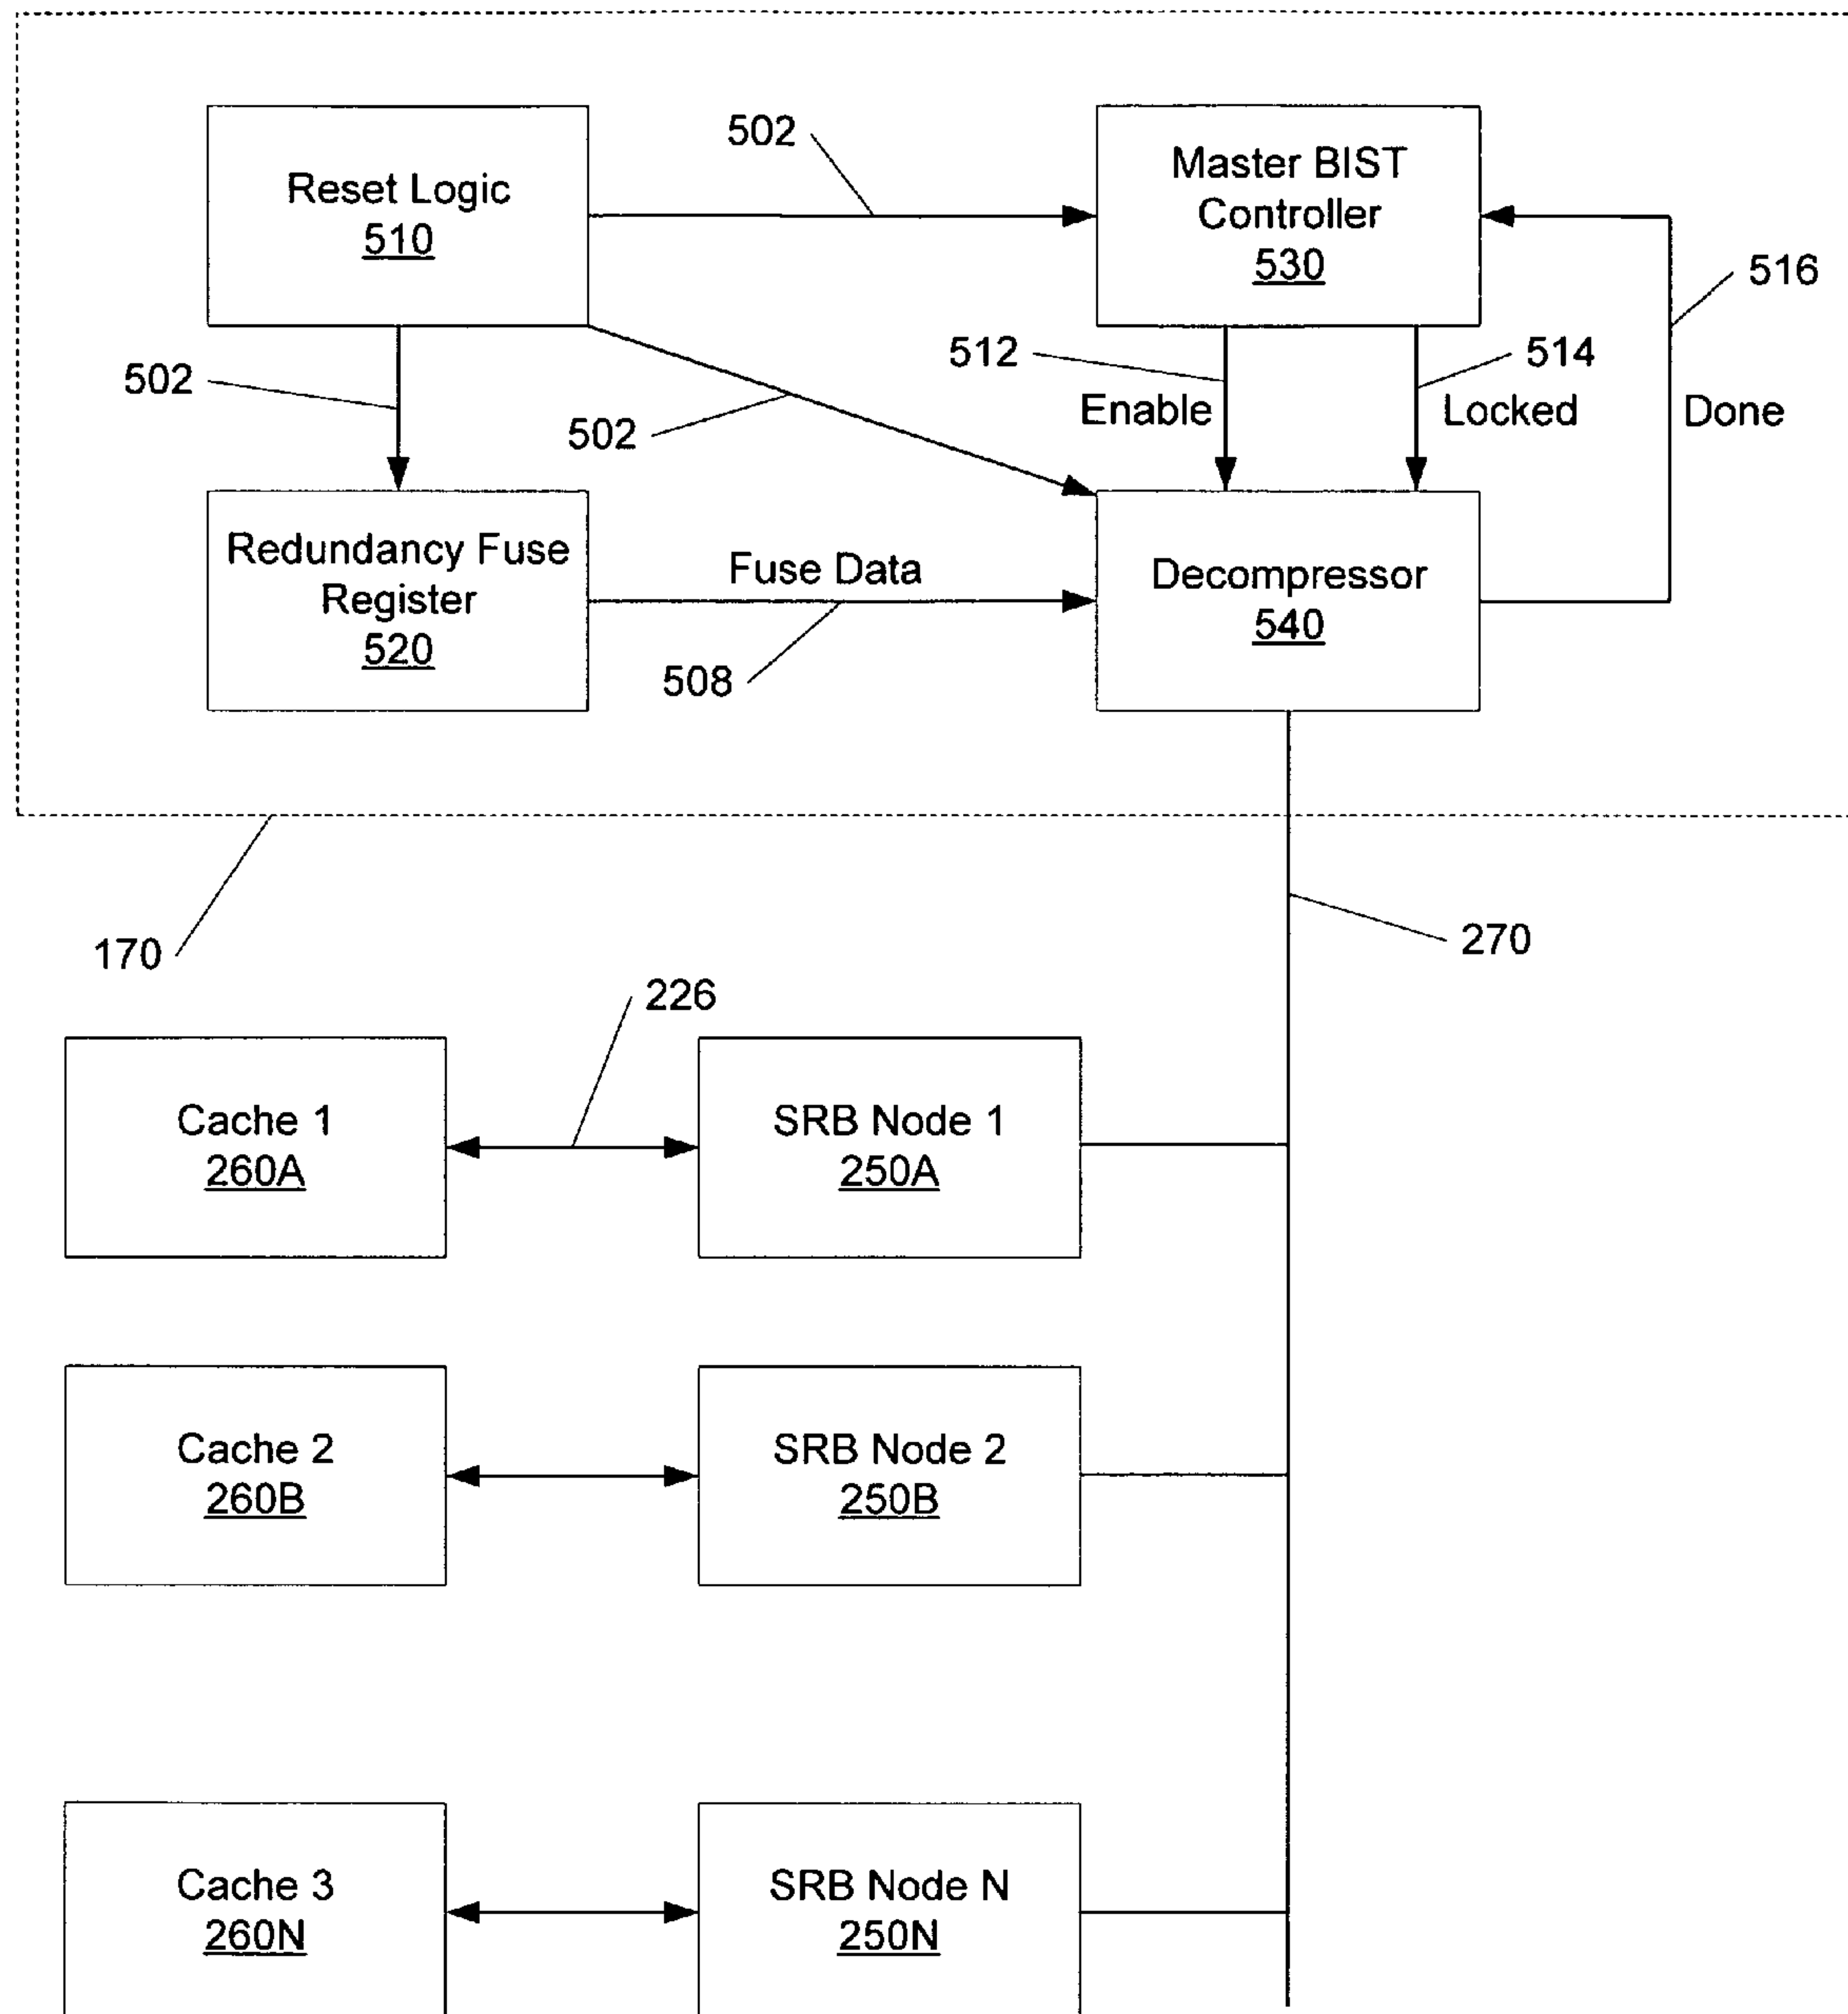 Reset Logic
510
502
Master BIST
Controller
530
516
502
502
512
Enable
514
Locked
Done
Redundancy Fuse
Register
520
Fuse Data
508
Decompressor
540
170
270
226
Cache 1
260A
SRB Node 1
250A
Cache 2
260B
SRB Node 2
250B
Cache 3
260N
SRB Node N
250N